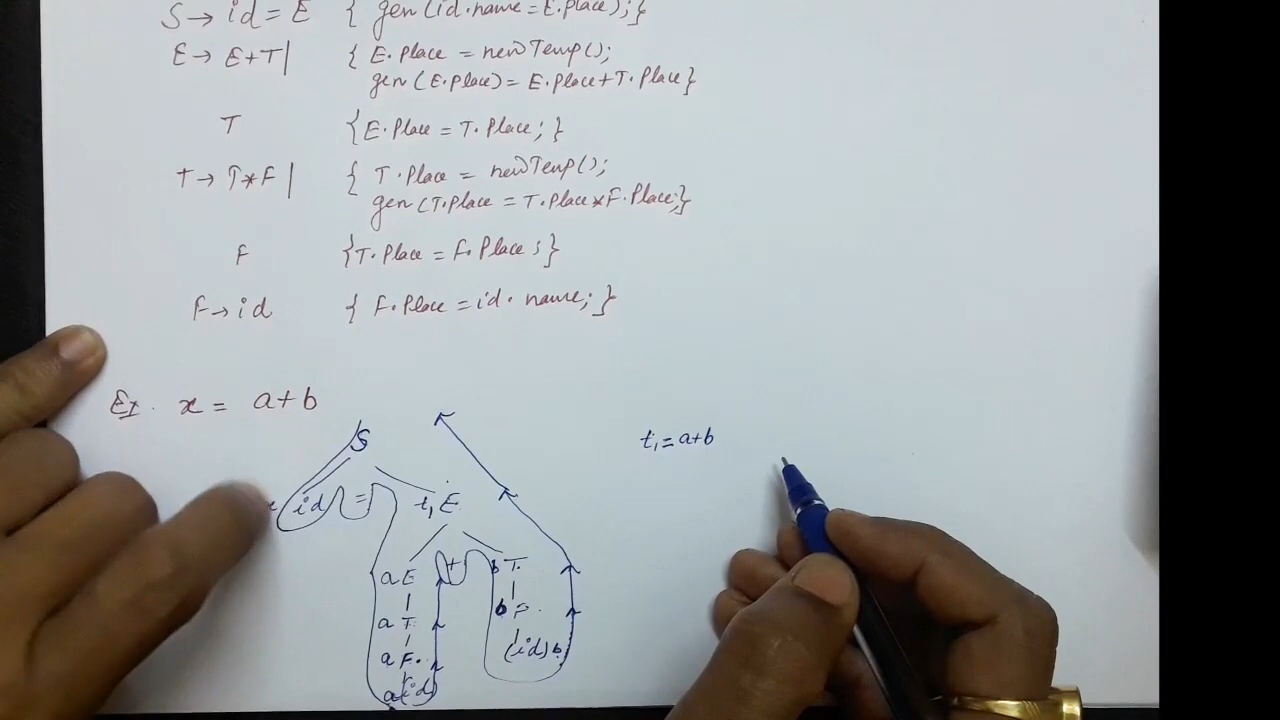 S → id = E { gen(id.name = E.place); }
E → E+T | { E.Place = newTemp();
gen (E.Place) = E.Place + T.Place }
T { E.Place = T.Place; }
T → T*F | { T.Place = newTemp();
gen (T.Place = T.Place * F.Place; }
F { T.Place = F.Place; }
F → id { F.Place = id.name; }
Ex. x = a+b
S
t₁ = a+b
id = t₁ E
a E + b T
a T b F
a F (id) b
a (id)